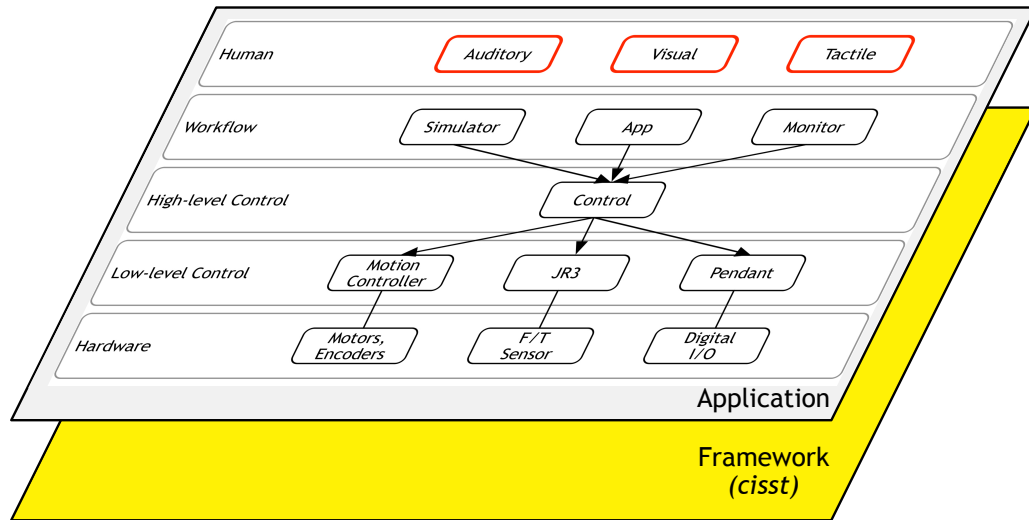 Human
Auditory
Visual
Tactile
Workflow
Simulator
App
Monitor
High-level Control
Control
Low-level Control
Motion
Controller
JR3
Pendant
Hardware
Motors,
Encoders
F/T
Sensor
Digital
I/O
Application
Framework
(cisst)